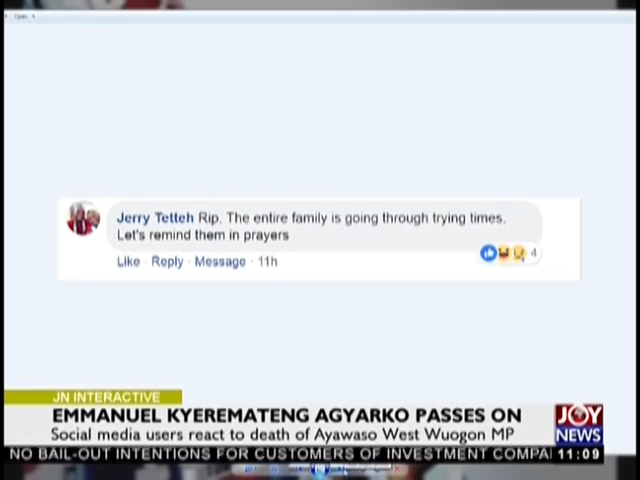 Jerry Tetteh Rip. The entire family is going through trying times.
Let's remind them in prayers
Like · Reply · Message · 11h
4
JN INTERACTIVE
EMMANUEL KYEREMATENG AGYARKO PASSES ON
Social media users react to death of Ayawaso West Wuogon MP
JOY
NEWS
NO BAIL-OUT INTENTIONS FOR CUSTOMERS OF INVESTMENT COMPA
11:09